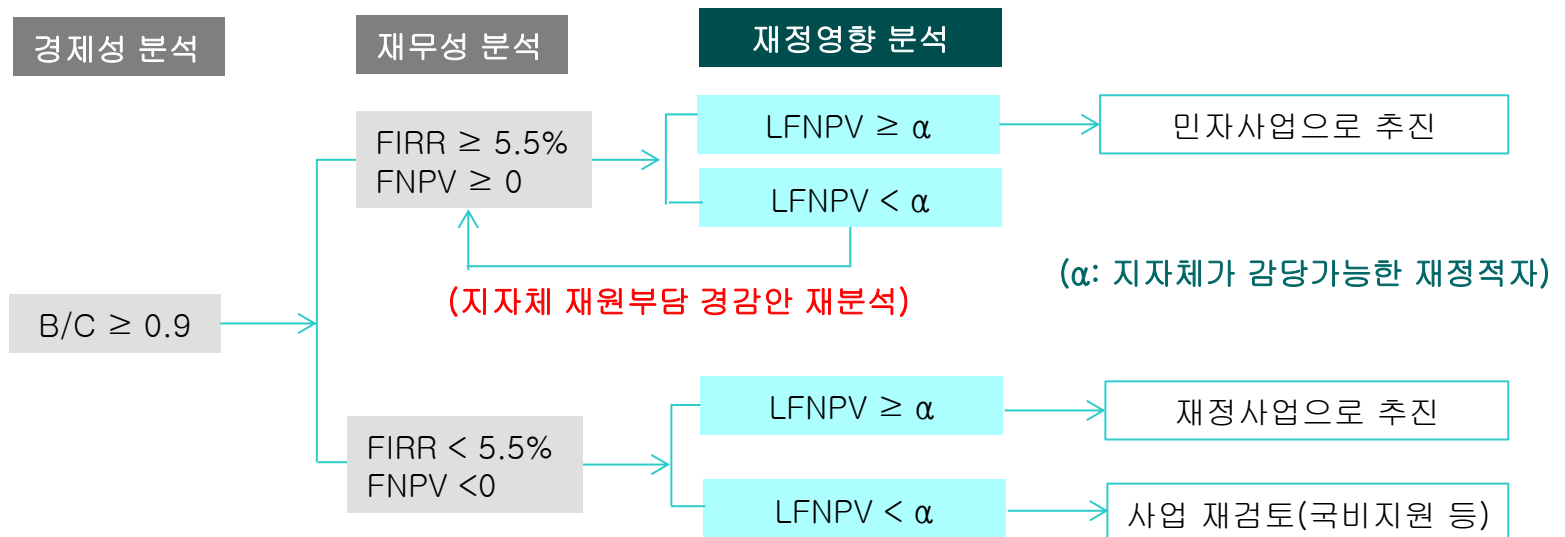 경제성 분석
재무성 분석
재정영향 분석
FIRR ≥ 5.5%
FNPV ≥ 0
LFNPV ≥ α
민자사업으로 추진
LFNPV < α
(α: 지자체가 감당가능한 재정적자)
(지자체 재원부담 경감안 재분석)
B/C ≥ 0.9
FIRR < 5.5%
FNPV <0
LFNPV ≥ α
재정사업으로 추진
LFNPV < α
사업 재검토(국비지원 등)